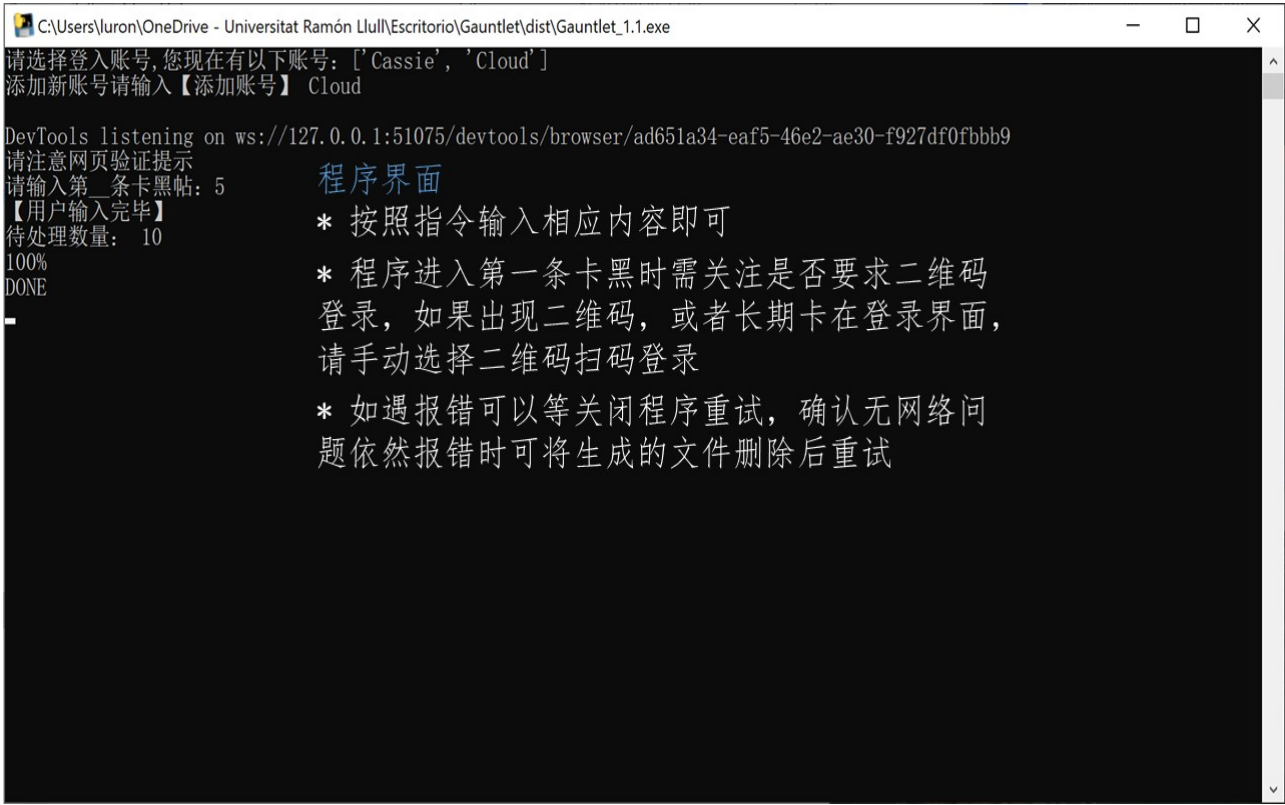 C:\Users\luron\OneDrive - Universitat Ramón Llull\Escritorio\Gauntlet\dist\Gauntlet_1.1.exe
请选择登入账号,您现在有以下账号: ['Cassie', 'Cloud']
添加新账号请输入【添加账号】 Cloud
DevTools listening on ws://127.0.0.1:51075/devtools/browser/ad651a34-eaf5-46e2-ae30-f927df0fbbb9
请注意网页验证提示
请输入第__条卡黑帖: 5
【用户输入完毕】
待处理数量: 10
100%
DONE
程序界面
* 按照指令输入相应内容即可
* 程序进入第一条卡黑时需关注是否要求二维码
登录，如果出现二维码，或者长期卡在登录界面，
请手动选择二维码扫码登录
* 如遇报错可以等关闭程序重试，确认无网络问
题依然报错时可将生成的文件删除后重试